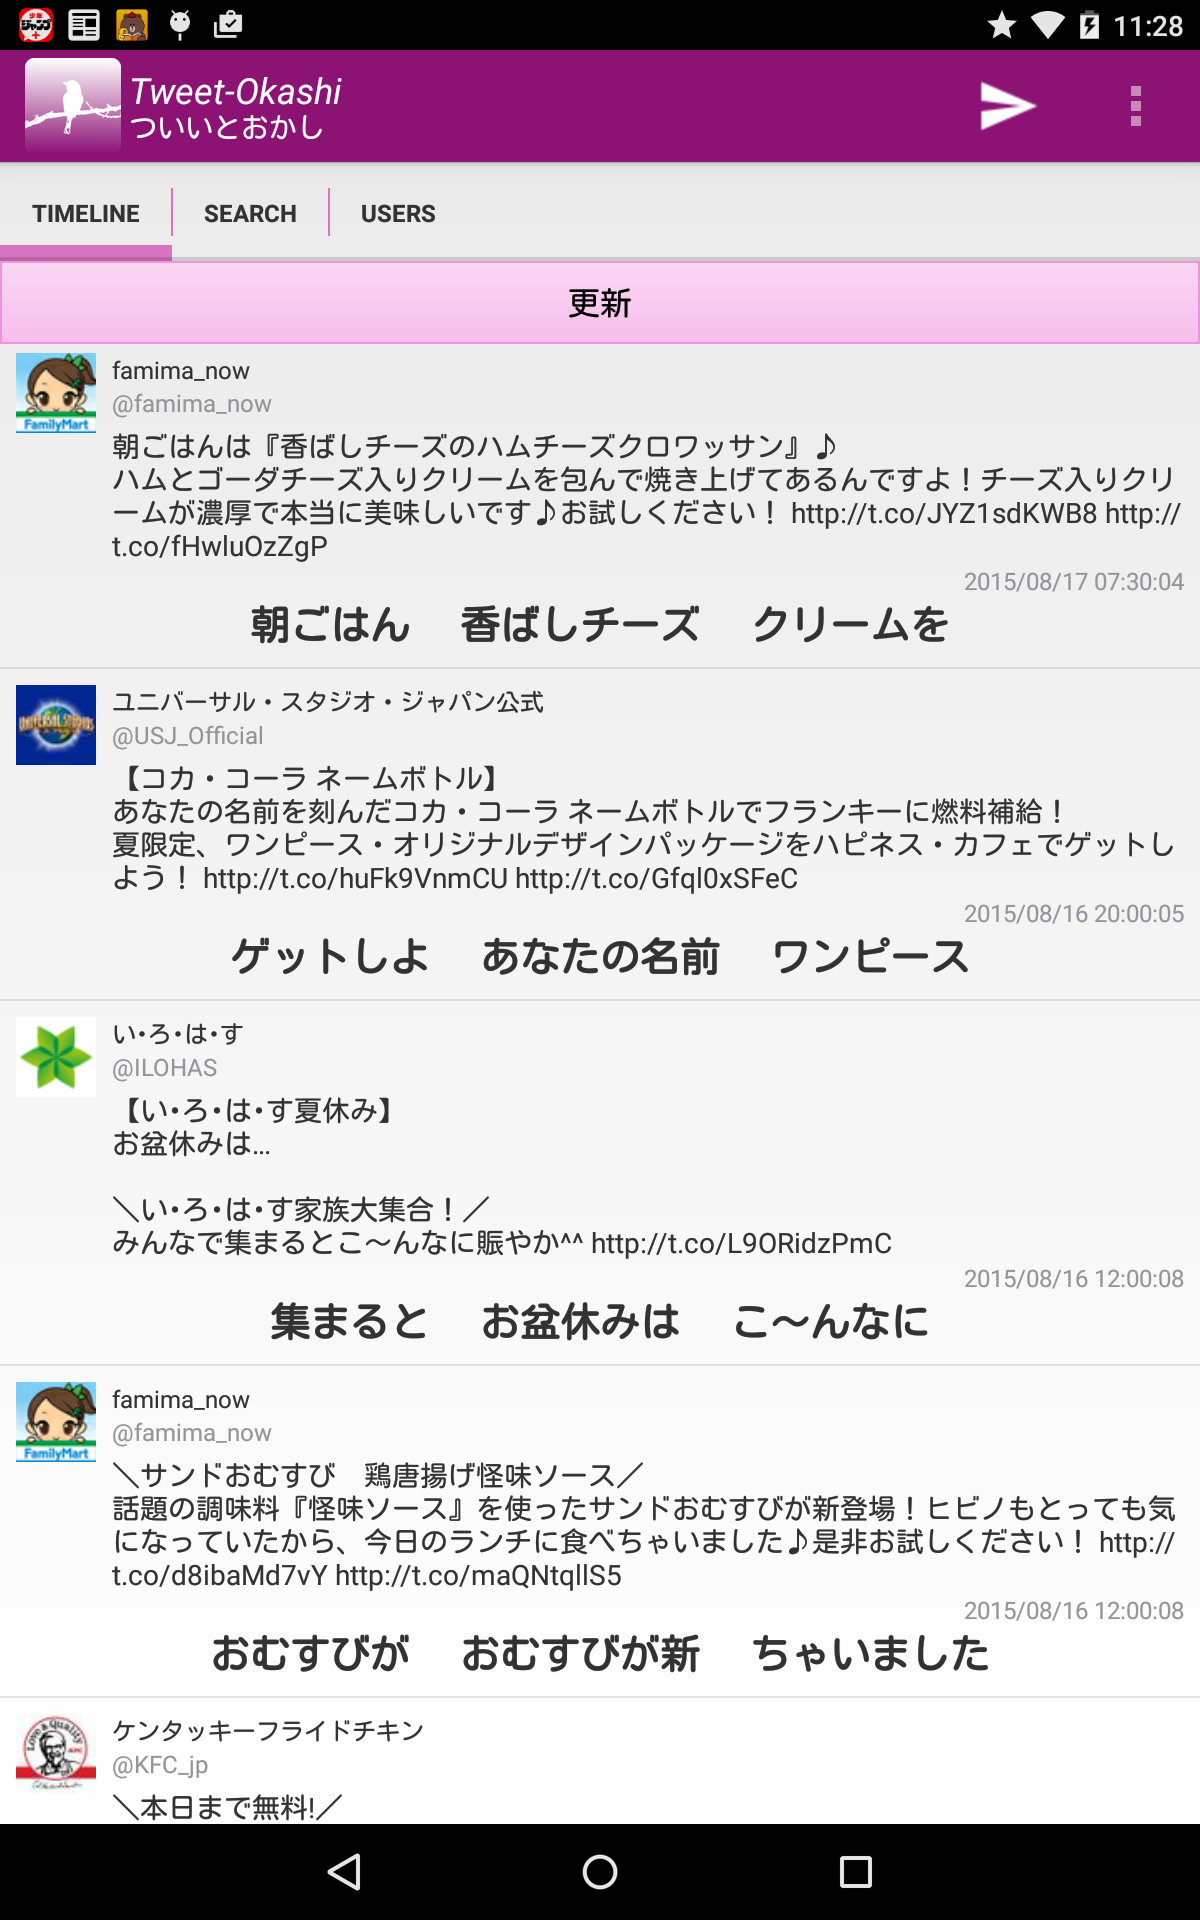 11:28
Tweet-Okashi
ついいとおかし
TIMELINE SEARCH USERS
更新
famima_now
@famima_now
FamilyMart
朝ごはんは『香ばしチーズのハムチーズクロワッサン』♪
ハムとゴーダチーズ入りクリームを包んで焼き上げてあるんですよ！チーズ入りクリ
ームが濃厚で本当に美味しいです♪お試しください！ http://t.co/JYZ1sdKWB8 http://
t.co/fHwluOzZgP
2015/08/17 07:30:04
朝ごはん 香ばしチーズ クリームを
ユニバーサル・スタジオ・ジャパン公式
@USJ_Official
UNIVERSAL STUDIOS
【コカ・コーラ ネームボトル】
あなたの名前を刻んだコカ・コーラ ネームボトルでフランキーに燃料補給！
夏限定、ワンピース・オリジナルデザインパッケージをハピネス・カフェでゲットし
よう！ http://t.co/huFk9VnmCU http://t.co/Gfql0xSFeC
2015/08/16 20:00:05
ゲットしよ あなたの名前 ワンピース
い・ろ・は・す
@ILOHAS
【い・ろ・は・す夏休み】
お盆休みは...
＼い・ろ・は・す家族大集合！／
みんなで集まるとこ〜んなに賑やか^^ http://t.co/L9ORidzPmC
2015/08/16 12:00:08
集まると お盆休みは こ〜んなに
famima_now
@famima_now
FamilyMart
＼サンドおむすび　鶏唐揚げ怪味ソース／
話題の調味料『怪味ソース』を使ったサンドおむすびが新登場！ヒビノもとっても気
になっていたから、今日のランチに食べちゃいました♪是非お試しください！ http://
t.co/d8ibaMd7vY http://t.co/maQNtqllS5
2015/08/16 12:00:08
おむすびが おむすびが新 ちゃいました
ケンタッキーフライドチキン
@KFC_jp
Love & Quality
＼本日まで無料!／